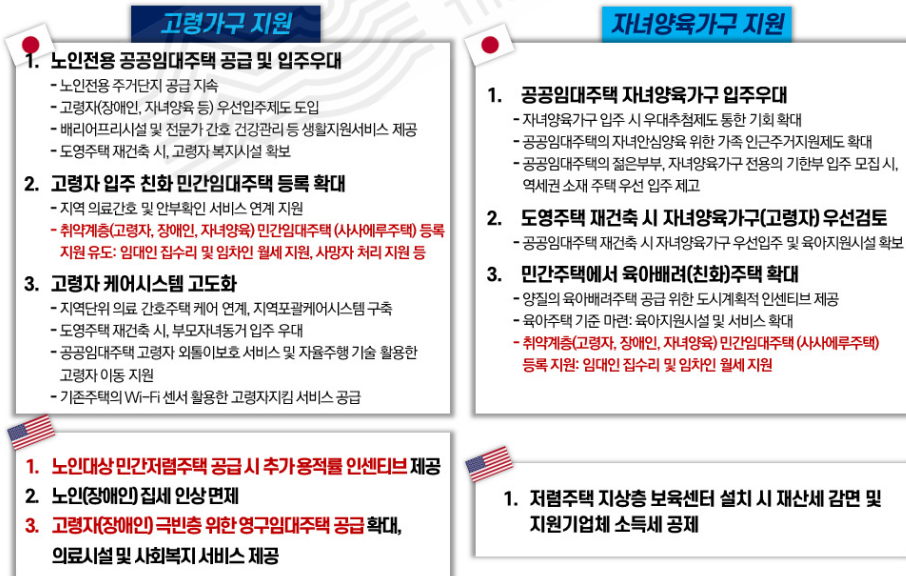 고령가구 지원
1. 노인전용 공공임대주택 공급 및 입주우대
- 노인전용 주거단지 공급 지속
- 고령자(장애인, 자녀양육 등) 우선입주제도 도입
- 배리어프리시설 및 전문가 간호 건강관리 등 생활지원서비스 제공
- 도영주택 재건축 시, 고령자 복지시설 확보
2. 고령자 입주 친화 민간임대주택 등록 확대
- 지역 의료간호 및 안부확인 서비스 연계 지원
- 취약계층(고령자, 장애인, 자녀양육) 민간임대주택 (사사에루주택) 등록
지원 유도: 임대인 집수리 및 임차인 월세 지원, 사망자 처리 지원 등
3. 고령자 케어시스템 고도화
- 지역단위 의료 간호주택 케어 연계, 지역포괄케어시스템 구축
- 도영주택 재건축 시, 부모자녀동거 입주 우대
- 공공임대주택 고령자 외톨이보호 서비스 및 자율주행 기술 활용한
고령자 이동 지원
- 기존주택의 Wi-Fi 센서 활용한 고령자지킴 서비스 공급
1. 노인대상 민간저렴주택 공급 시 추가 용적률 인센티브 제공
2. 노인(장애인) 집세 인상 면제
3. 고령자(장애인) 극빈층 위한 영구임대주택 공급 확대,
의료시설 및 사회복지 서비스 제공
자녀양육가구 지원
1. 공공임대주택 자녀양육가구 입주우대
- 자녀양육가구 입주 시 우대추첨제도 통한 기회 확대
- 공공임대주택의 자녀안심양육 위한 가족 인근주거지원제도 확대
- 공공임대주택의 젊은부부, 자녀양육가구 전용의 기한부 입주 모집 시,
역세권 소재 주택 우선 입주 제고
2. 도영주택 재건축 시 자녀양육가구(고령자) 우선검토
- 공공임대주택 재건축 시 자녀양육가구 우선입주 및 육아지원시설 확보
3. 민간주택에서 육아배려(친화)주택 확대
- 양질의 육아배려주택 공급 위한 도시계획적 인센티브 제공
- 육아주택 기준 마련: 육아지원시설 및 서비스 확대
- 취약계층(고령자, 장애인, 자녀양육) 민간임대주택 (사사에루주택)
등록 지원: 임대인 집수리 및 임차인 월세 지원
1. 저렴주택 지상층 보육센터 설치 시 재산세 감면 및
지원기업체 소득세 공제